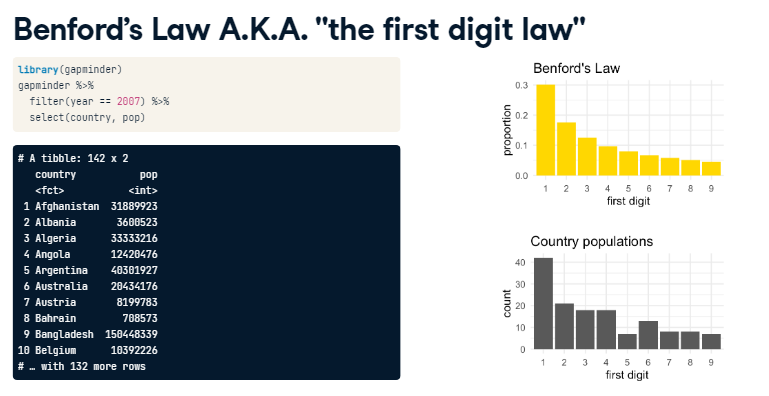 Benford's Law A.K.A. "the first digit law"
library(gapminder)
gapminder %>%
filter(year == 2007) %>%
select(country, pop)
# A tibble: 142 x 2
country pop
<fct> <int>
1 Afghanistan 31889923
2 Albania 3600523
3 Algeria 33333216
4 Angola 12420476
5 Argentina 40301927
6 Australia 20434176
7 Austria 8199783
8 Bahrain 708573
9 Bangladesh 150448339
10 Belgium 10392226
# … with 132 more rows
Benford's Law
proportion
0.3
0.2
0.1
0.0
1 2 3 4 5 6 7 8 9
first digit
Country populations
count
40
30
20
10
0
1 2 3 4 5 6 7 8 9
first digit